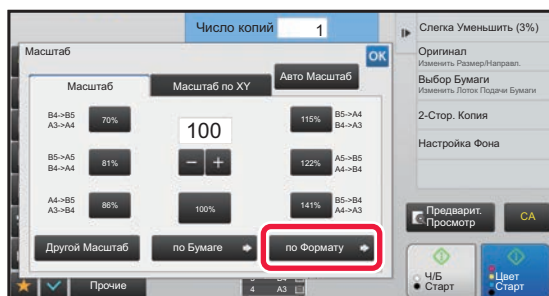 Число копий 1
Масштаб
OK
Масштаб
Масштаб по XY
Авто Масштаб
B4->B5
A3->A4
70%
B5->A5
B4->A4
81%
A4->B5
A3->B4
86%
100
100%
115%
B5->A4
B4->A3
122%
A5->B5
A4->B4
141%
B5->B4
A4->A3
Другой Масштаб
по Бумаге
по Формату
Прочие
4 A3
Слегка Уменьшить (3%)
Оригинал
Изменить Размер/Направл.
Выбор Бумаги
Изменить Лоток Подачи Бумаги
2-Стор. Копия
Настройка Фона
Предварит.
Просмотр
CA
Ч/Б
Старт
Цвет
Старт